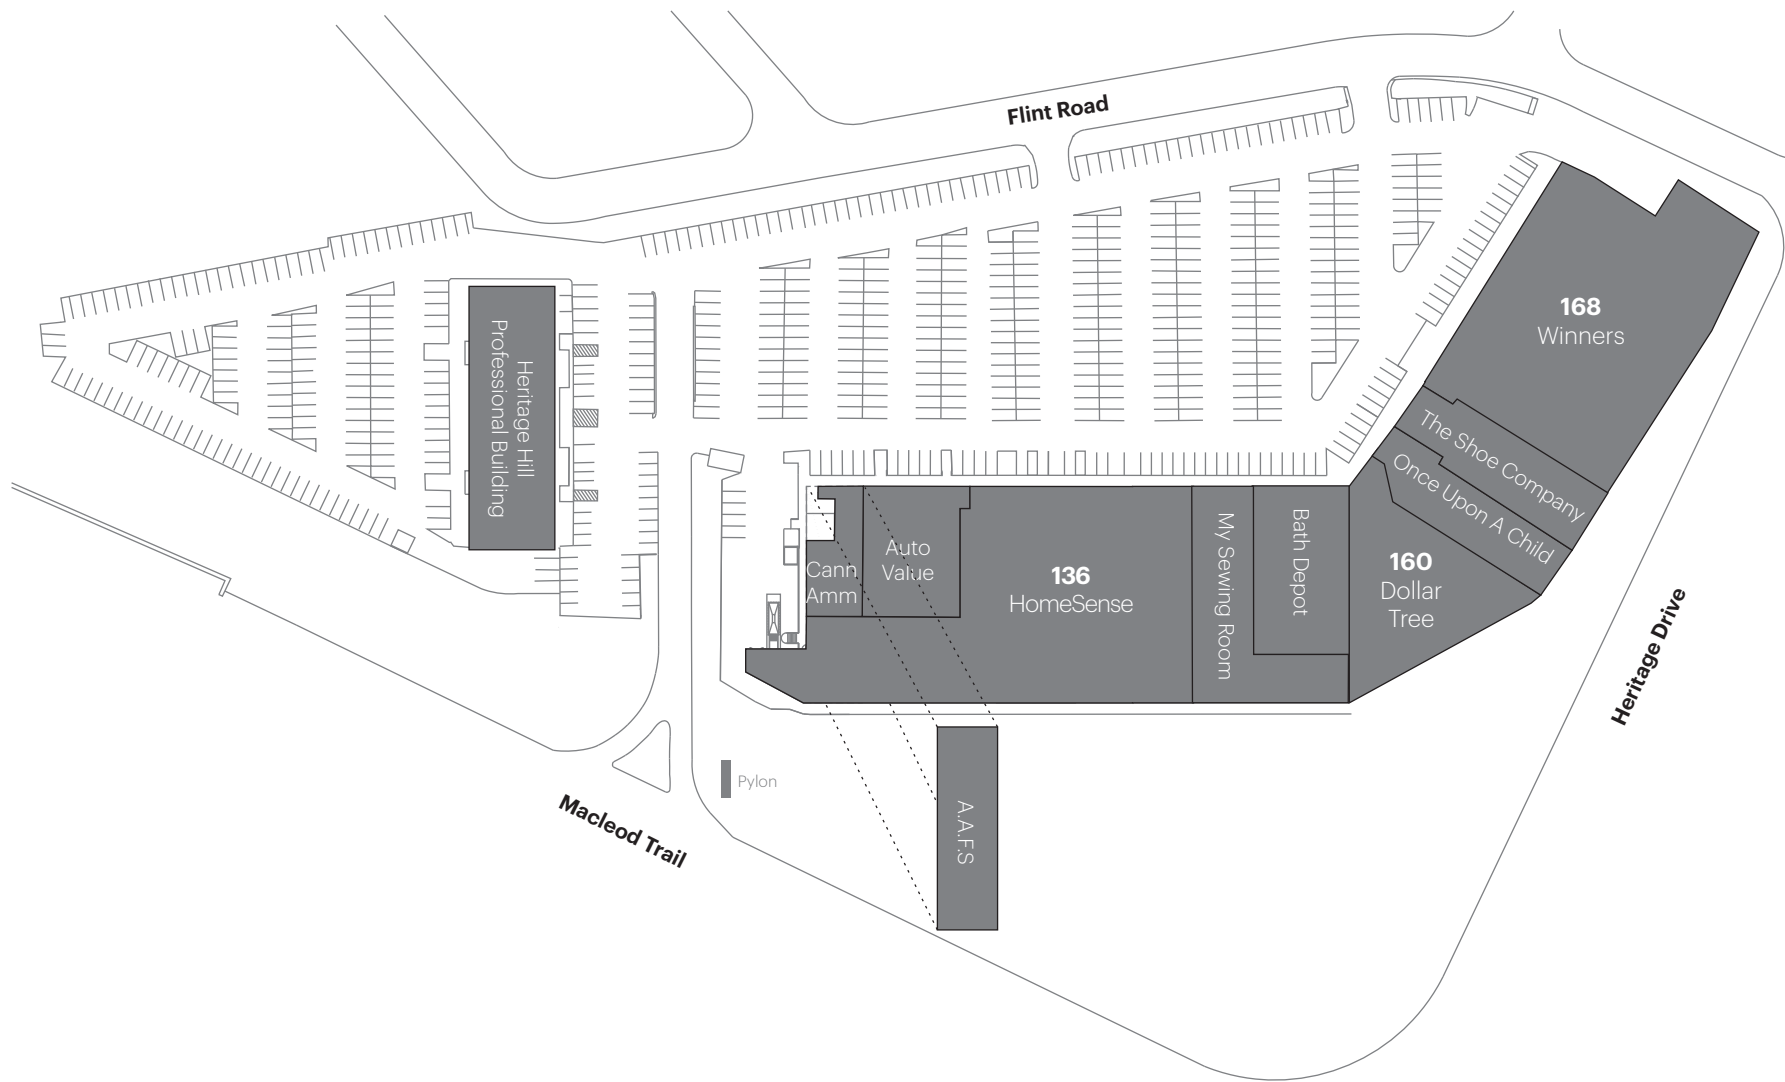 Flint Road
168
Winners
Heritage Hill
Professional Building
The Shoe Company
Once Upon A Child
Auto
Value
Cann
Amm
136
HomeSense
My Sewing Room
Bath Depot
160
Dollar
Tree
Heritage Drive
Pylon
A.A.F.S
Macleod Trail